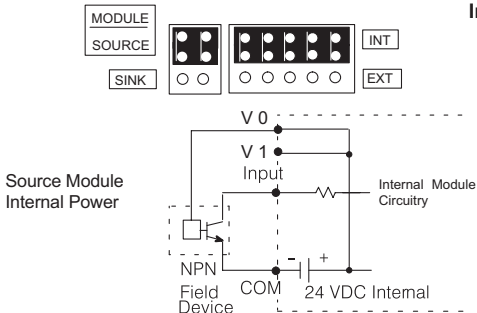 In
MODULE
SOURCE
SINK
INT
EXT
V 0
V 1
Input
Source Module
Internal Power
Internal Module
Circuitry
NPN
Field
Device
COM
- +
24 VDC Internal